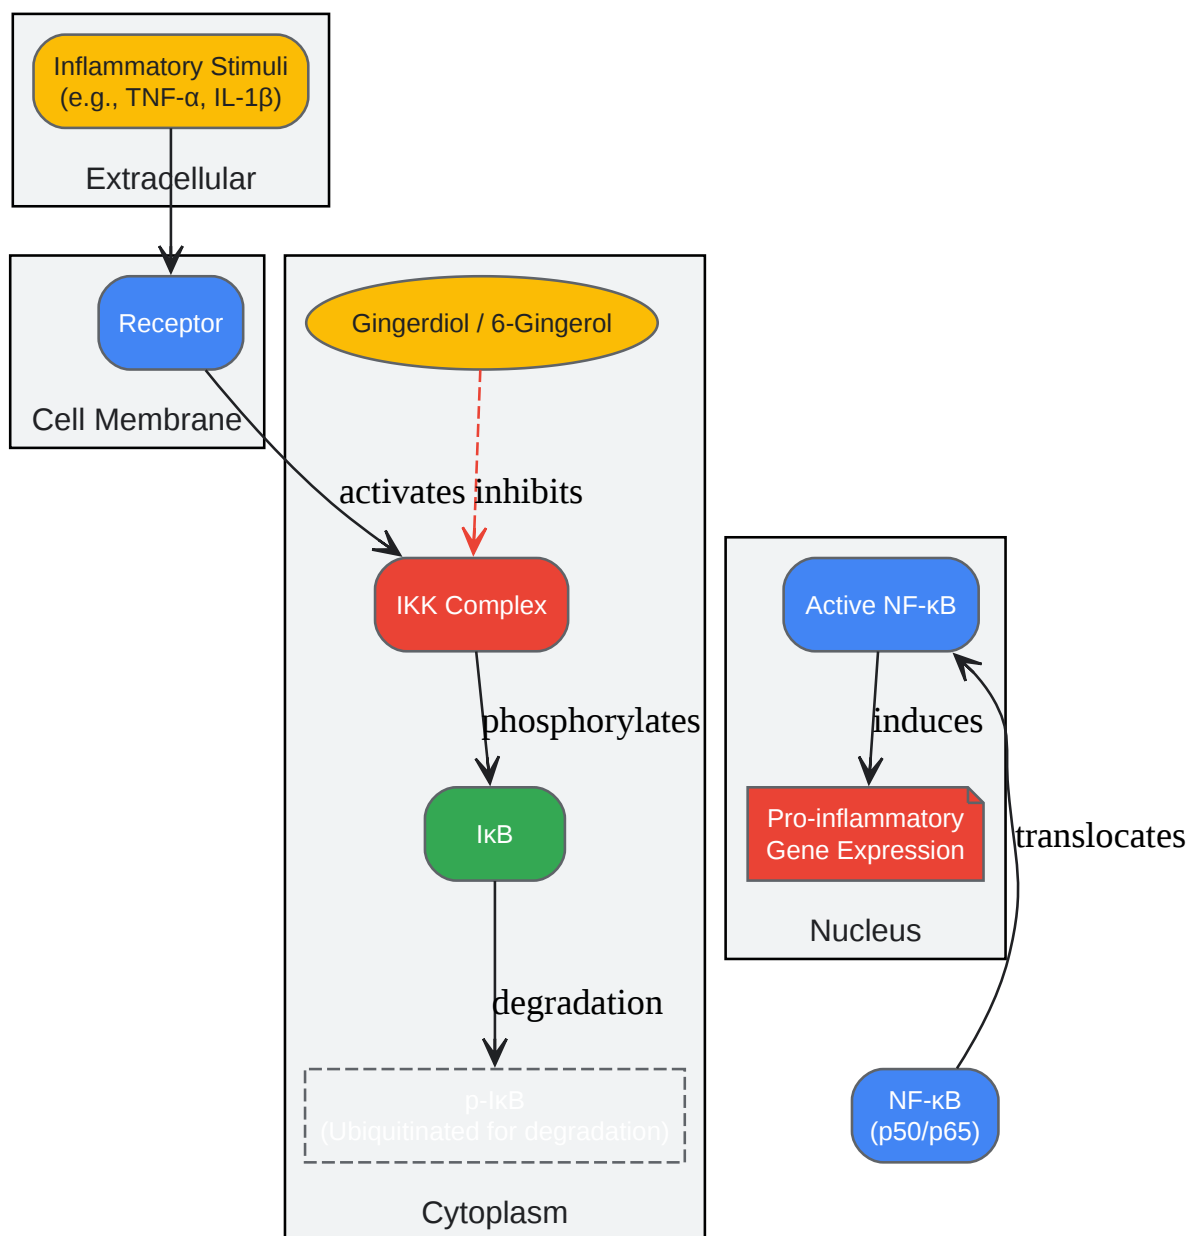 Inflammatory Stimuli
(e.g., TNF-α, IL-1β)
Extracellular
Receptor
Cell Membrane
Gingerdiol / 6-Gingerol
activates
inhibits
IKK Complex
phosphorylates
IκB
degradation
p-IκB
(Ubiquitinated for degradation)
Cytoplasm
Active NF-κB
induces
Pro-inflammatory
Gene Expression
Nucleus
translocates
NF-κB
(p50/p65)